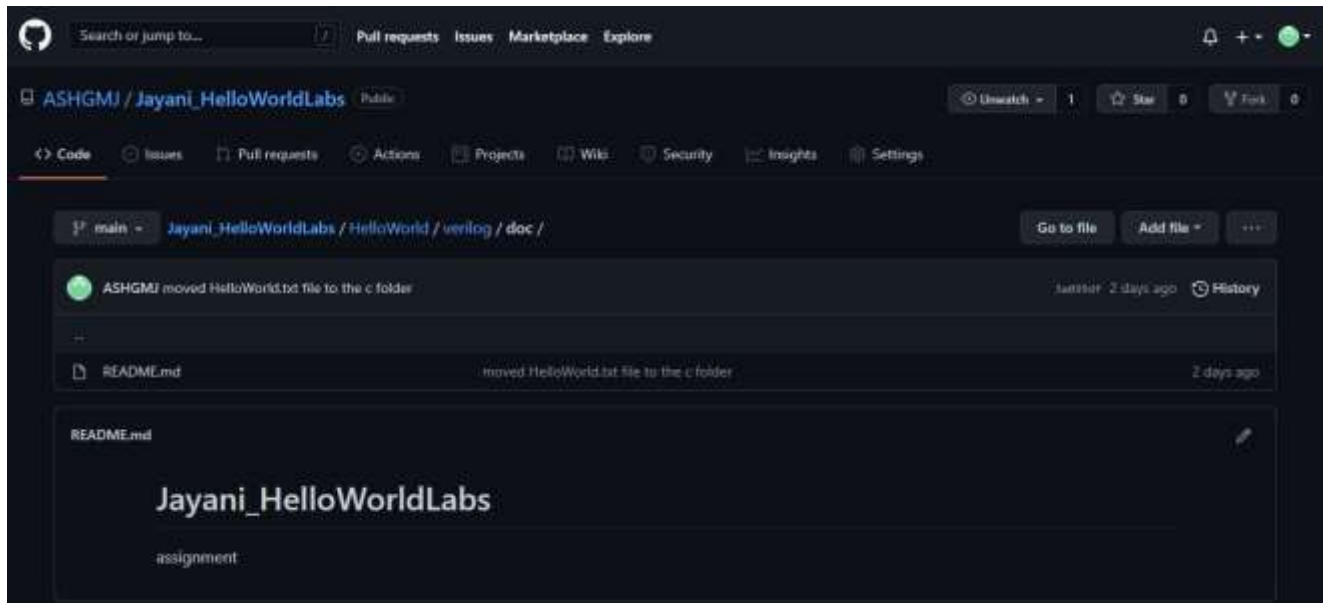 Search or jump to... / Pull requests Issues Marketplace Explore
ASHGMJ / Jayani_HelloWorldLabs Public Unwatch 1 Star 0 Fork 0
<> Code Issues Pull requests Actions Projects Wiki Security Insights Settings
main Jayani_HelloWorldLabs / HelloWorld / verilog / doc / Go to file Add file ...
ASHGMJ moved HelloWorld.txt file to the c folder 2 days ago History
..
README.md moved HelloWorld.txt file to the c folder 2 days ago
README.md
Jayani_HelloWorldLabs
assignment